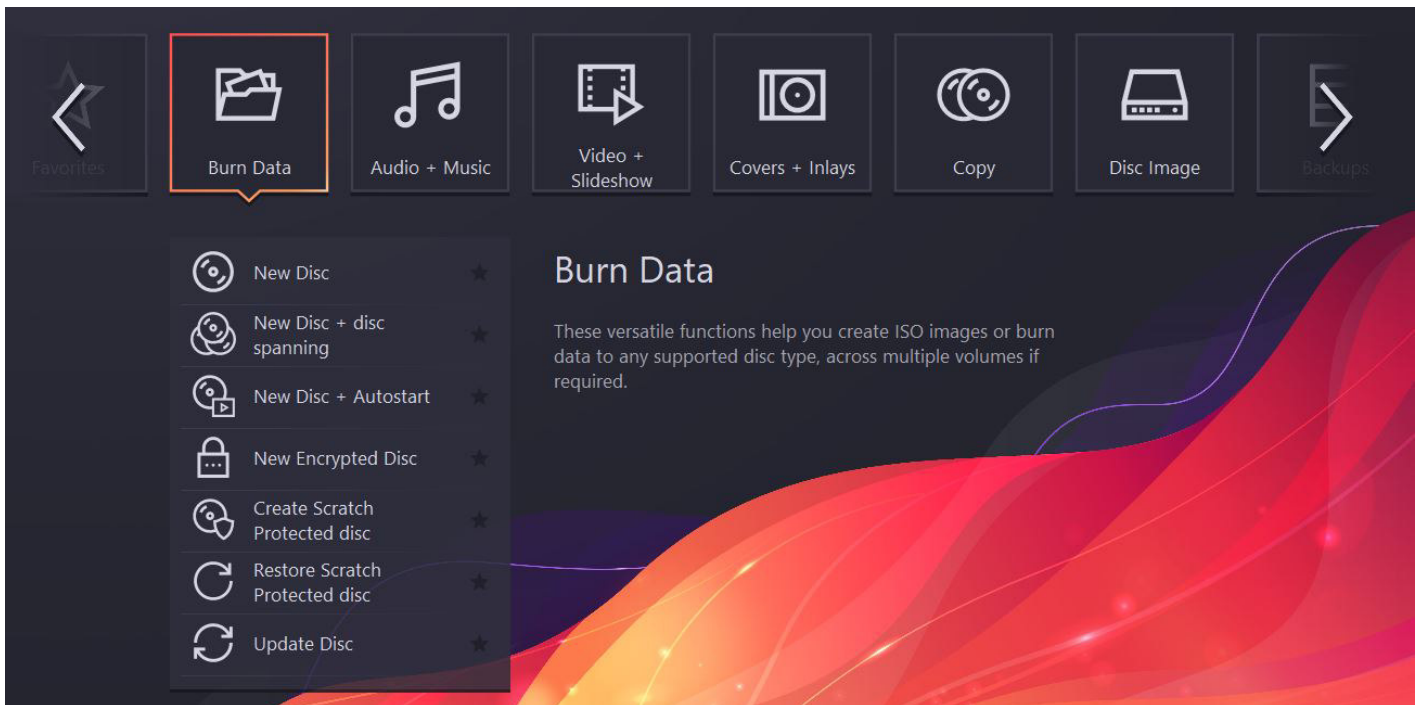 Favorites
Burn Data
Audio + Music
Video +
Slideshow
Covers + Inlays
Copy
Disc Image
Backups
New Disc
New Disc + disc
spanning
New Disc + Autostart
New Encrypted Disc
Create Scratch
Protected disc
Restore Scratch
Protected disc
Update Disc
Burn Data
These versatile functions help you create ISO images or burn
data to any supported disc type, across multiple volumes if
required.